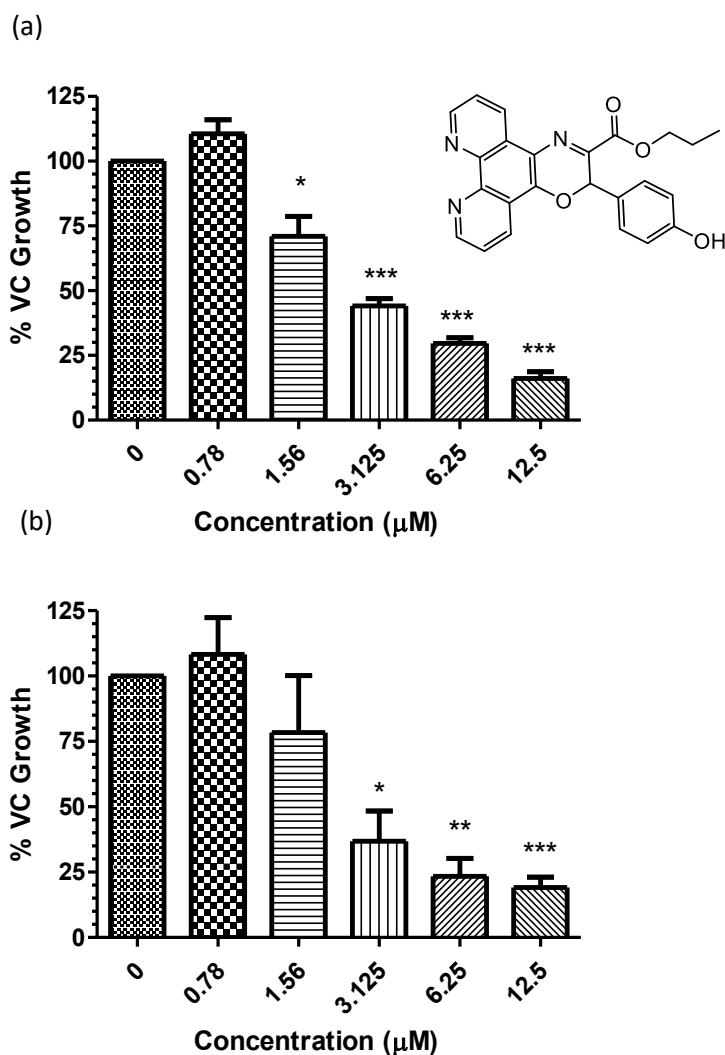 (a)
% VC Growth
125
100
75
50
25
0
*
***
***
***
0
0.78
1.56
3.125
6.25
12.5
Concentration (μM)
N
N
N
O
O
O
OH
(b)
% VC Growth
125
100
75
50
25
0
*
**
***
0
0.78
1.56
3.125
6.25
12.5
Concentration (μM)